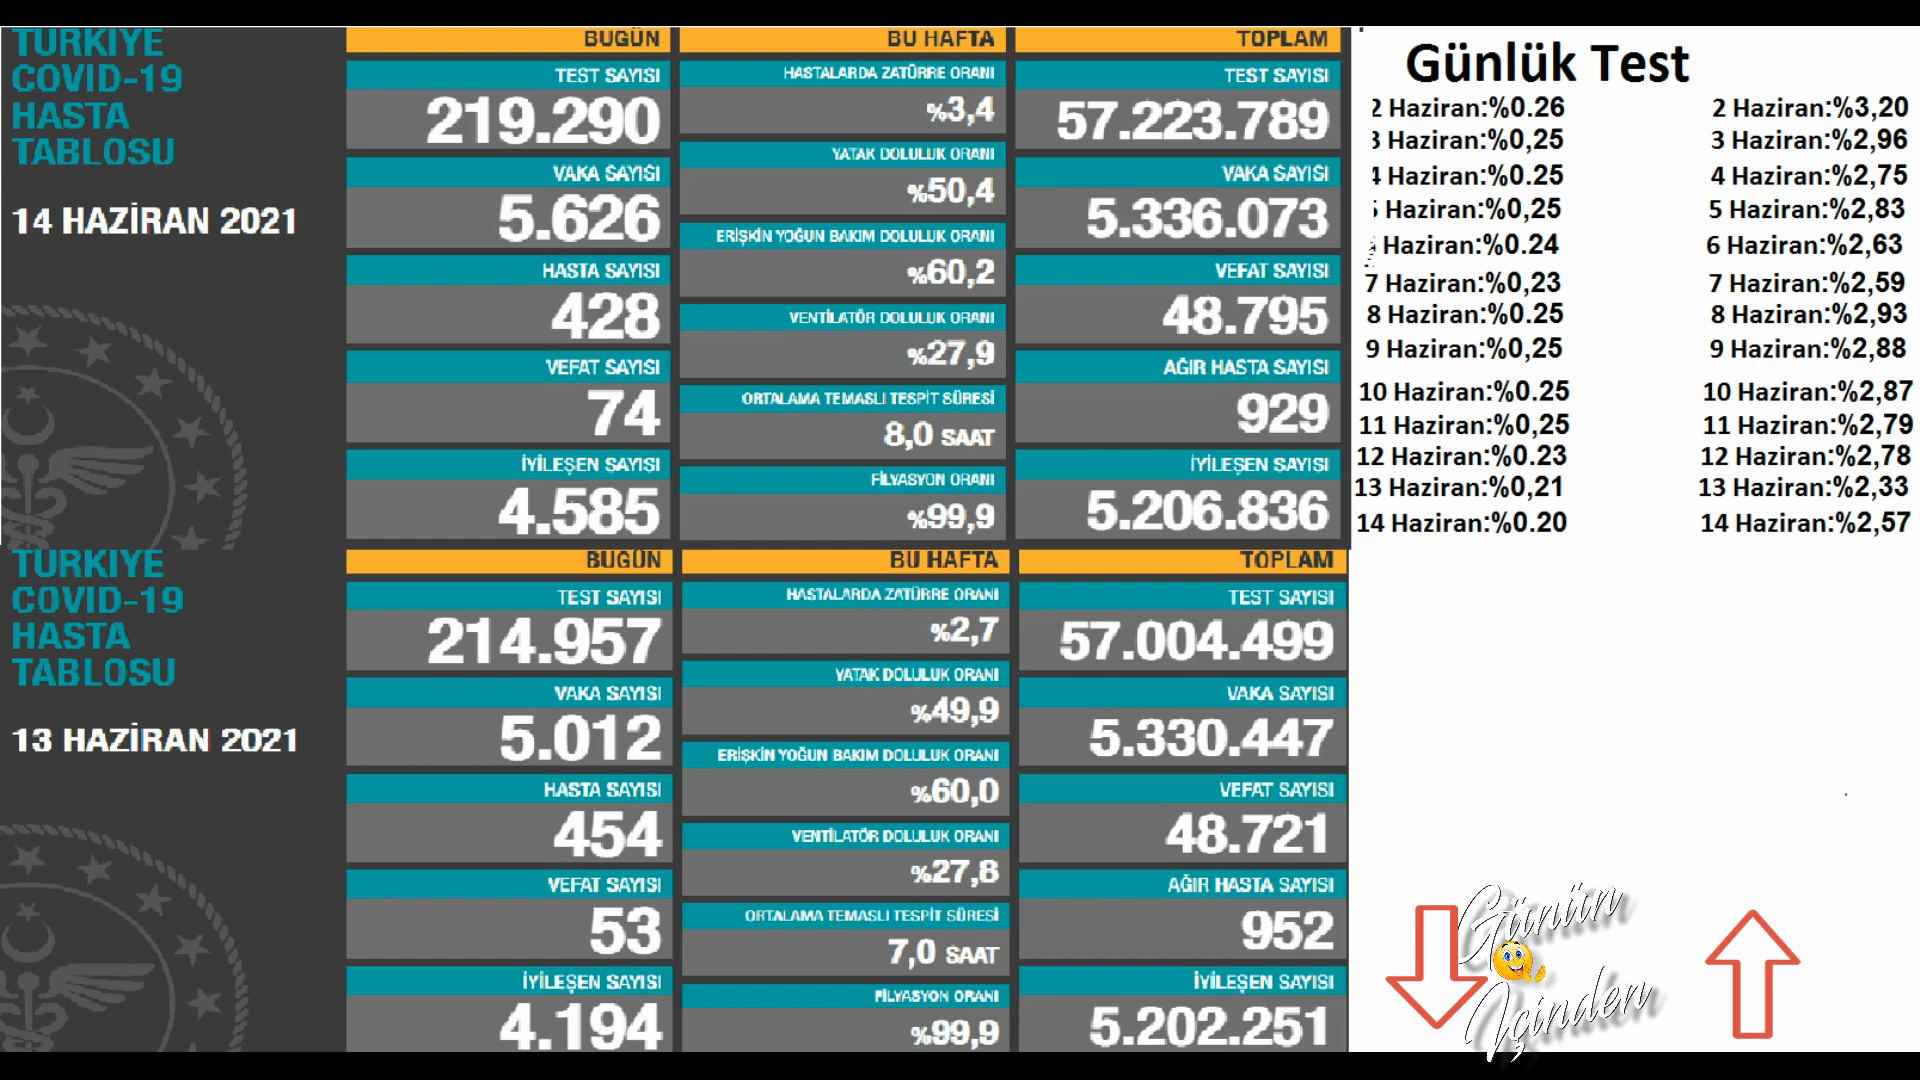 TÜRKİYE
COVID-19
HASTA
TABLOSU
14 HAZİRAN 2021
BUGÜN
TEST SAYISI
219.290
VAKA SAYISI
5.626
HASTA SAYISI
428
VEFAT SAYISI
74
İYİLEŞEN SAYISI
4.585
BU HAFTA
HASTALARDA ZATÜRRE ORANI
%3,4
YATAK DOLULUK ORANI
%50,4
ERİŞKİN YOĞUN BAKIM DOLULUK ORANI
%60,2
VENTİLATÖR DOLULUK ORANI
%27,9
ORTALAMA TEMASLI TESPİT SÜRESİ
8,0 SAAT
FİLYASYON ORANI
%99,9
TOPLAM
TEST SAYISI
57.223.789
VAKA SAYISI
5.336.073
VEFAT SAYISI
48.795
AĞIR HASTA SAYISI
929
İYİLEŞEN SAYISI
5.206.836
TÜRKİYE
COVID-19
HASTA
TABLOSU
13 HAZİRAN 2021
BUGÜN
TEST SAYISI
214.957
VAKA SAYISI
5.012
HASTA SAYISI
454
VEFAT SAYISI
53
İYİLEŞEN SAYISI
4.194
BU HAFTA
HASTALARDA ZATÜRRE ORANI
%2,7
YATAK DOLULUK ORANI
%49,9
ERİŞKİN YOĞUN BAKIM DOLULUK ORANI
%60,0
VENTİLATÖR DOLULUK ORANI
%27,8
ORTALAMA TEMASLI TESPİT SÜRESİ
7,0 SAAT
FİLYASYON ORANI
%99,9
TOPLAM
TEST SAYISI
57.004.499
VAKA SAYISI
5.330.447
VEFAT SAYISI
48.721
AĞIR HASTA SAYISI
952
İYİLEŞEN SAYISI
5.202.251
Günlük Test
2 Haziran:%0.26
3 Haziran:%0,25
4 Haziran:%0.25
Haziran:%0,25
Haziran:%0.24
7 Haziran:%0,23
8 Haziran:%0.25
9 Haziran:%0,25
10 Haziran:%0.25
11 Haziran:%0,25
12 Haziran:%0.23
13 Haziran:%0,21
14 Haziran:%0.20
2 Haziran:%3,20
3 Haziran:%2,96
4 Haziran:%2,75
5 Haziran:%2,83
6 Haziran:%2,63
7 Haziran:%2,59
8 Haziran:%2,93
9 Haziran:%2,88
10 Haziran:%2,87
11 Haziran:%2,79
12 Haziran:%2,78
13 Haziran:%2,33
14 Haziran:%2,57
Günün
İçinden